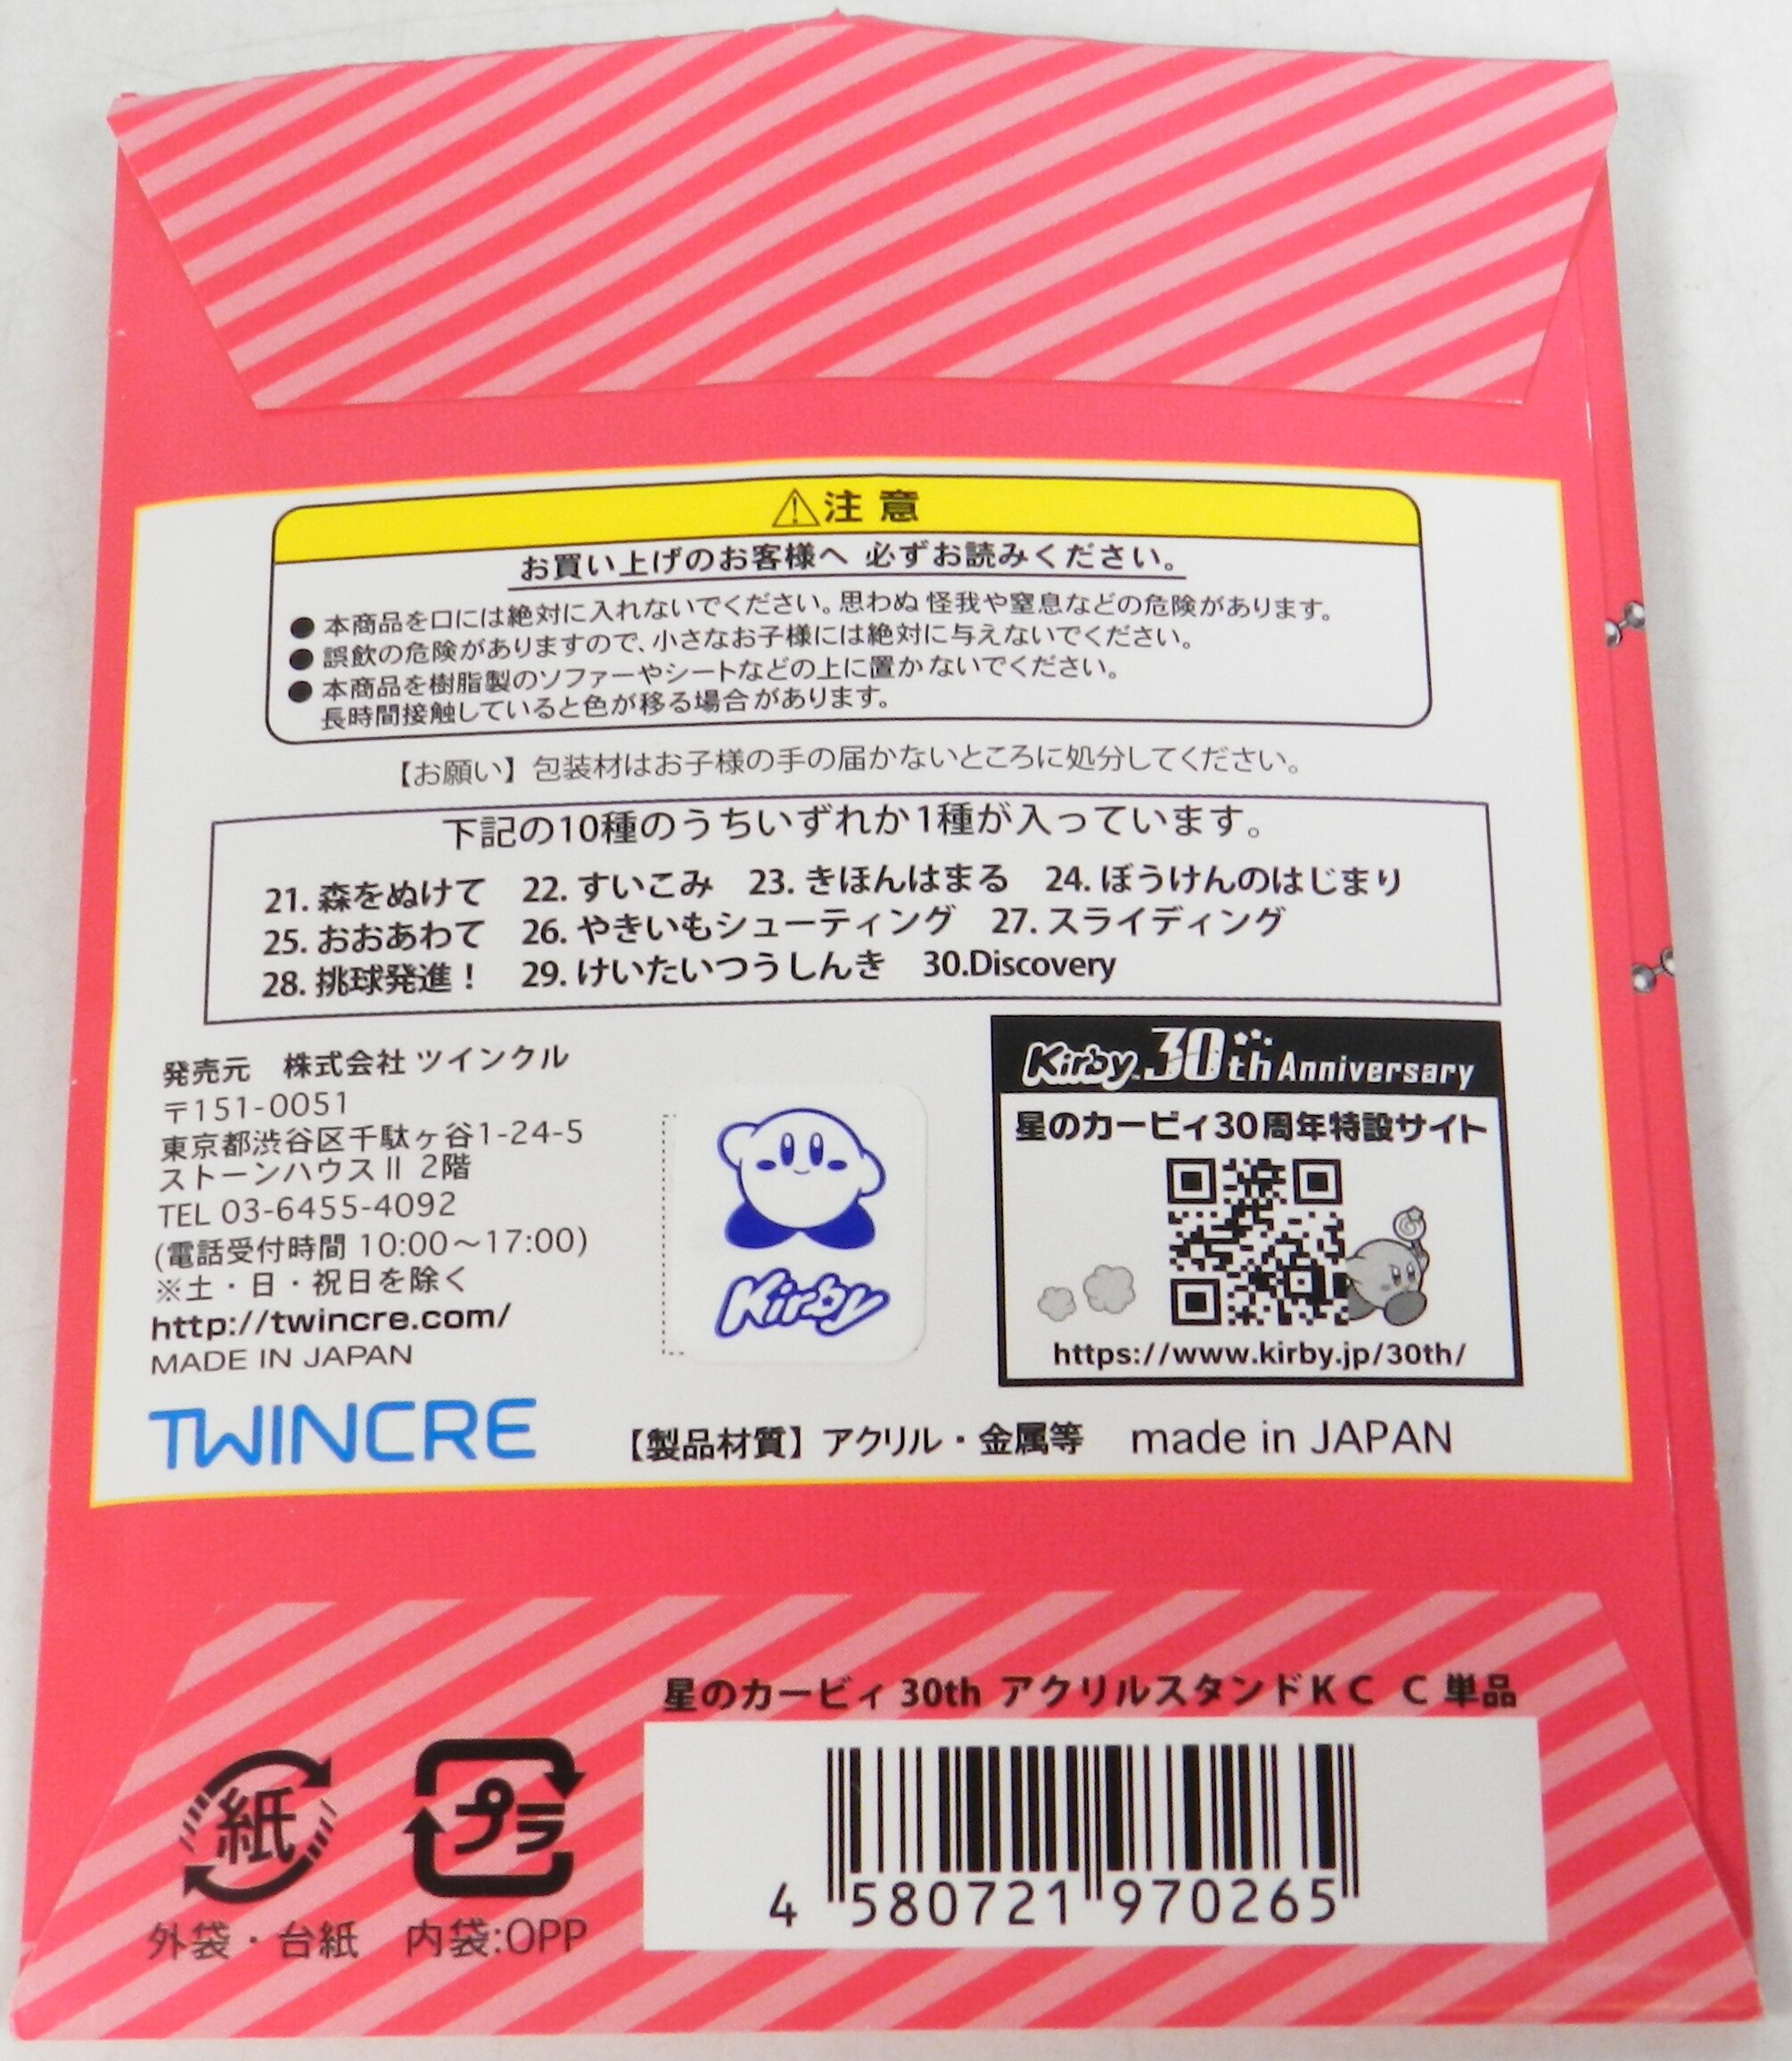 ⚠注意
お買い上げのお客様へ 必ずお読みください。
● 本商品を口には絶対に入れないでください。思わぬ 怪我や窒息などの危険があります。
● 誤飲の危険がありますので、小さなお子様には絶対に与えないでください。
● 本商品を樹脂製のソファーやシートなどの上に置かないでください。
長時間接触していると色が移る場合があります。
【お願い】包装材はお子様の手の届かないところに処分してください。
下記の10種のうちいずれか1種が入っています。
21. 森をぬけて 22. すいこみ 23. きほんはまる 24. ぼうけんのはじまり
25. おおあわて 26. やきいもシューティング 27. スライディング
28. 挑球発進！ 29. けいたいつうしんき 30.Discovery
発売元 株式会社 ツインクル
〒151-0051
東京都渋谷区千駄ヶ谷1-24-5
ストーンハウスⅡ 2階
TEL 03-6455-4092
(電話受付時間 10:00～17:00)
※土・日・祝日を除く
http://twincre.com/
MADE IN JAPAN
TWINCRE
Kirby
Kirby 30th Anniversary
星のカービィ30周年特設サイト
https://www.kirby.jp/30th/
【製品材質】アクリル・金属等 made in JAPAN
星のカービィ 30th アクリルスタンドKC C 単品
紙
外袋・台紙
プラ
内袋:OPP
4 580721 970265